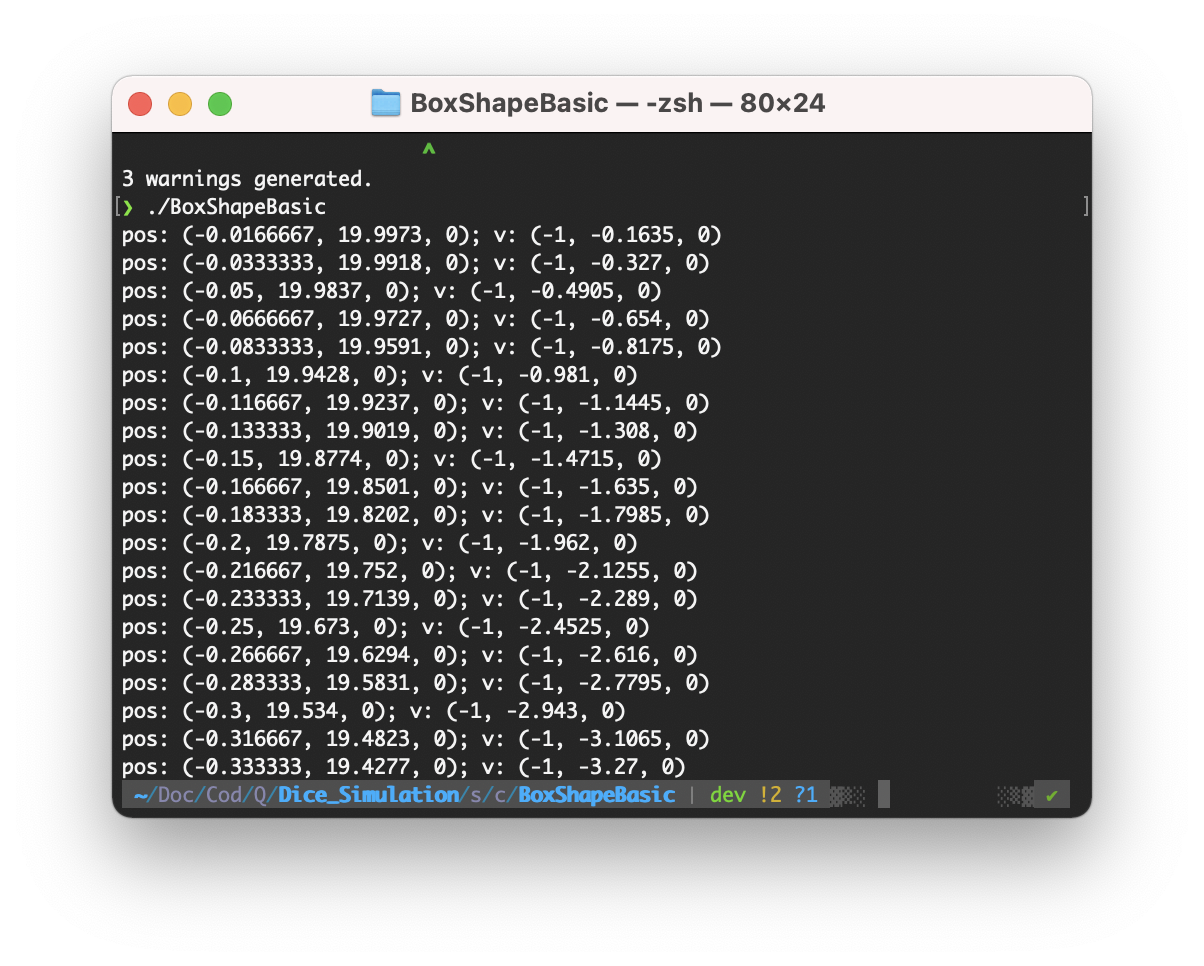 BoxShapeBasic — -zsh — 80×24
^
3 warnings generated.
[❯ ./BoxShapeBasic ]
pos: (-0.0166667, 19.9973, 0); v: (-1, -0.1635, 0)
pos: (-0.0333333, 19.9918, 0); v: (-1, -0.327, 0)
pos: (-0.05, 19.9837, 0); v: (-1, -0.4905, 0)
pos: (-0.0666667, 19.9727, 0); v: (-1, -0.654, 0)
pos: (-0.0833333, 19.9591, 0); v: (-1, -0.8175, 0)
pos: (-0.1, 19.9428, 0); v: (-1, -0.981, 0)
pos: (-0.116667, 19.9237, 0); v: (-1, -1.1445, 0)
pos: (-0.133333, 19.9019, 0); v: (-1, -1.308, 0)
pos: (-0.15, 19.8774, 0); v: (-1, -1.4715, 0)
pos: (-0.166667, 19.8501, 0); v: (-1, -1.635, 0)
pos: (-0.183333, 19.8202, 0); v: (-1, -1.7985, 0)
pos: (-0.2, 19.7875, 0); v: (-1, -1.962, 0)
pos: (-0.216667, 19.752, 0); v: (-1, -2.1255, 0)
pos: (-0.233333, 19.7139, 0); v: (-1, -2.289, 0)
pos: (-0.25, 19.673, 0); v: (-1, -2.4525, 0)
pos: (-0.266667, 19.6294, 0); v: (-1, -2.616, 0)
pos: (-0.283333, 19.5831, 0); v: (-1, -2.7795, 0)
pos: (-0.3, 19.534, 0); v: (-1, -2.943, 0)
pos: (-0.316667, 19.4823, 0); v: (-1, -3.1065, 0)
pos: (-0.333333, 19.4277, 0); v: (-1, -3.27, 0)
~/Doc/Cod/Q/Dice_Simulation/s/c/BoxShapeBasic | dev !2 ?1 ✔